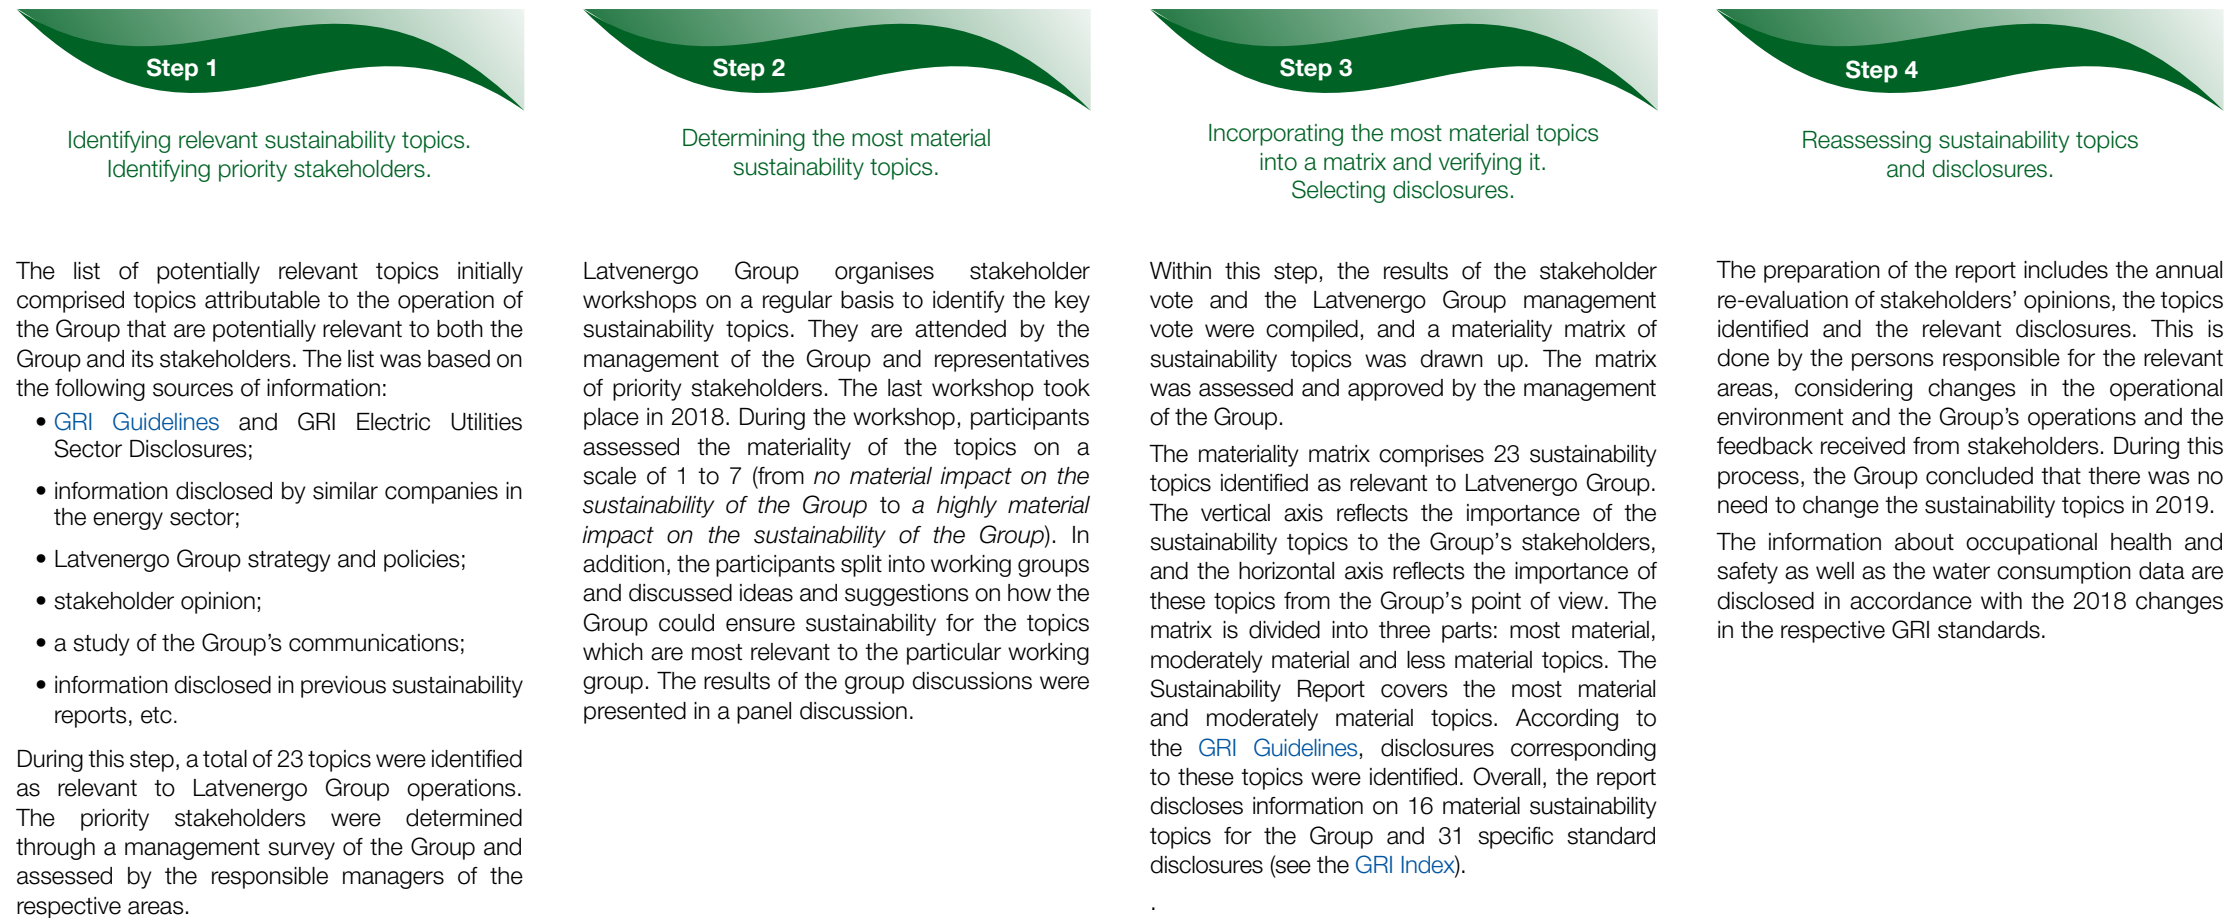 Step 1
Identifying relevant sustainability topics.
Identifying priority stakeholders.
The list of potentially relevant topics initially
comprised topics attributable to the operation of
the Group that are potentially relevant to both the
Group and its stakeholders. The list was based on
the following sources of information:
• GRI Guidelines and GRI Electric Utilities
Sector Disclosures;
• information disclosed by similar companies in
the energy sector;
• Latvenergo Group strategy and policies;
• stakeholder opinion;
• a study of the Group’s communications;
• information disclosed in previous sustainability
reports, etc.
During this step, a total of 23 topics were identified
as relevant to Latvenergo Group operations.
The priority stakeholders were determined
through a management survey of the Group and
assessed by the responsible managers of the
respective areas.
Step 2
Determining the most material
sustainability topics.
Latvenergo Group organises stakeholder
workshops on a regular basis to identify the key
sustainability topics. They are attended by the
management of the Group and representatives
of priority stakeholders. The last workshop took
place in 2018. During the workshop, participants
assessed the materiality of the topics on a
scale of 1 to 7 (from no material impact on the
sustainability of the Group to a highly material
impact on the sustainability of the Group). In
addition, the participants split into working groups
and discussed ideas and suggestions on how the
Group could ensure sustainability for the topics
which are most relevant to the particular working
group. The results of the group discussions were
presented in a panel discussion.
Step 3
Incorporating the most material topics
into a matrix and verifying it.
Selecting disclosures.
Within this step, the results of the stakeholder
vote and the Latvenergo Group management
vote were compiled, and a materiality matrix of
sustainability topics was drawn up. The matrix
was assessed and approved by the management
of the Group.
The materiality matrix comprises 23 sustainability
topics identified as relevant to Latvenergo Group.
The vertical axis reflects the importance of the
sustainability topics to the Group’s stakeholders,
and the horizontal axis reflects the importance of
these topics from the Group’s point of view. The
matrix is divided into three parts: most material,
moderately material and less material topics. The
Sustainability Report covers the most material
and moderately material topics. According to
the GRI Guidelines, disclosures corresponding
to these topics were identified. Overall, the report
discloses information on 16 material sustainability
topics for the Group and 31 specific standard
disclosures (see the GRI Index).
.
Step 4
Reassessing sustainability topics
and disclosures.
The preparation of the report includes the annual
re-evaluation of stakeholders’ opinions, the topics
identified and the relevant disclosures. This is
done by the persons responsible for the relevant
areas, considering changes in the operational
environment and the Group’s operations and the
feedback received from stakeholders. During this
process, the Group concluded that there was no
need to change the sustainability topics in 2019.
The information about occupational health and
safety as well as the water consumption data are
disclosed in accordance with the 2018 changes
in the respective GRI standards.